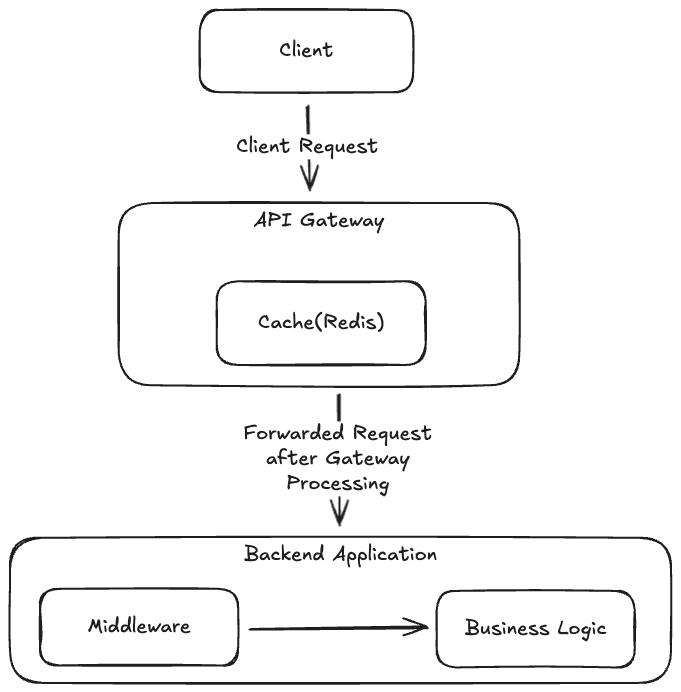 Client
Client Request
API Gateway
Cache(Redis)
Forwarded Request
after Gateway
Processing
Backend Application
Middleware
Business Logic